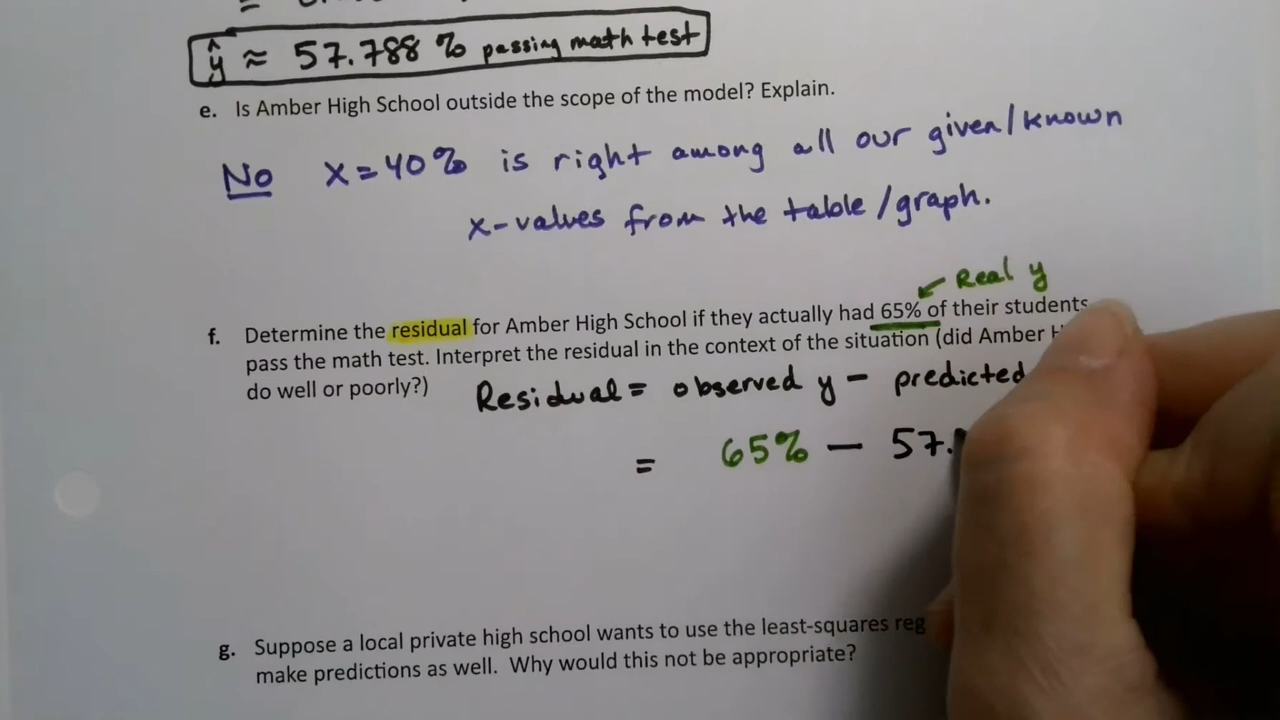 ŷ ≈ 57.788 % passing math test
e. Is Amber High School outside the scope of the model? Explain.
No x=40% is right among all our given/known
x-values from the table/graph.
Real y
f. Determine the residual for Amber High School if they actually had 65% of their students
pass the math test. Interpret the residual in the context of the situation (did Amber H
do well or poorly?)
Residual = observed y - predicted
= 65% - 57.
g. Suppose a local private high school wants to use the least-squares reg
make predictions as well. Why would this not be appropriate?